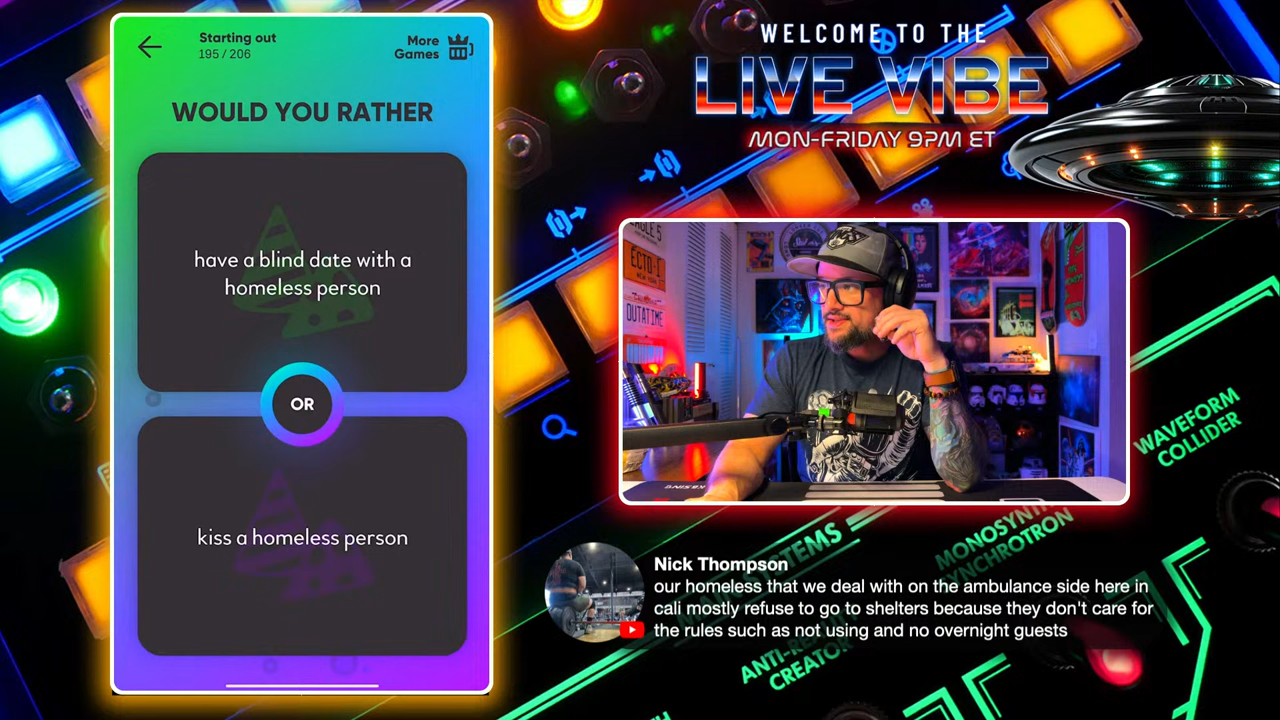 Starting out
195 / 206
More
Games
WOULD YOU RATHER
have a blind date with a
homeless person
OR
kiss a homeless person
WELCOME TO THE
LIVE VIBE
MON-FRIDAY 9PM ET
ECTO-1
OUTATIME
WAVEFORM
COLLIDER
SYSTEMS
Nick Thompson
our homeless that we deal with on the ambulance side here in
cali mostly refuse to go to shelters because they don't care for
the rules such as not using and no overnight guests
CREATOR